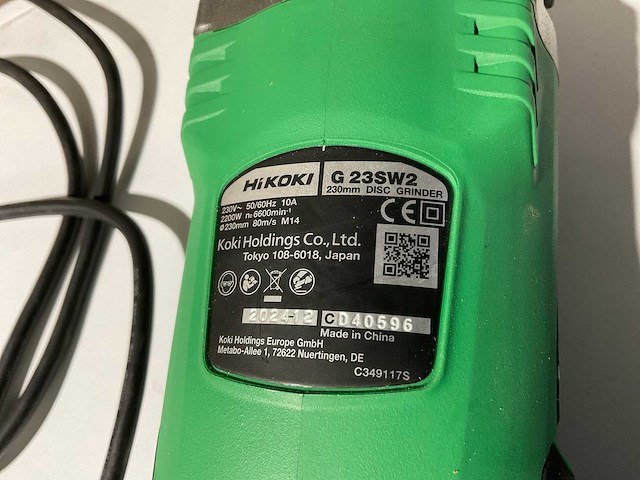 HiKOKI
G 23SW2
230mm DISC GRINDER
230V~ 50/60Hz 10A
2200W n₀ 6600min⁻¹
Ø230mm 80m/s M14
CE
Koki Holdings Co., Ltd.
Tokyo 108-6018, Japan
2024-12 CD40596
Made in China
Koki Holdings Europe GmbH
Metabo-Allee 1, 72622 Nuertingen, DE
C349117S